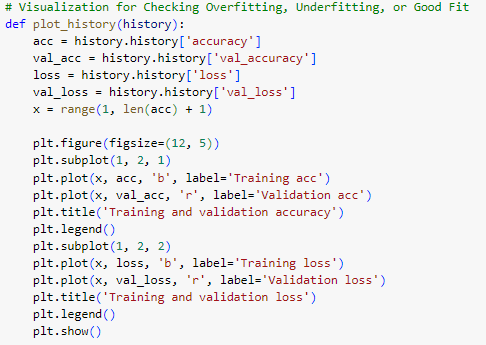 # Visualization for Checking Overfitting, Underfitting, or Good Fit
def plot_history(history):
    acc = history.history['accuracy']
    val_acc = history.history['val_accuracy']
    loss = history.history['loss']
    val_loss = history.history['val_loss']
    x = range(1, len(acc) + 1)

    plt.figure(figsize=(12, 5))
    plt.subplot(1, 2, 1)
    plt.plot(x, acc, 'b', label='Training acc')
    plt.plot(x, val_acc, 'r', label='Validation acc')
    plt.title('Training and validation accuracy')
    plt.legend()
    plt.subplot(1, 2, 2)
    plt.plot(x, loss, 'b', label='Training loss')
    plt.plot(x, val_loss, 'r', label='Validation loss')
    plt.title('Training and validation loss')
    plt.legend()
    plt.show()